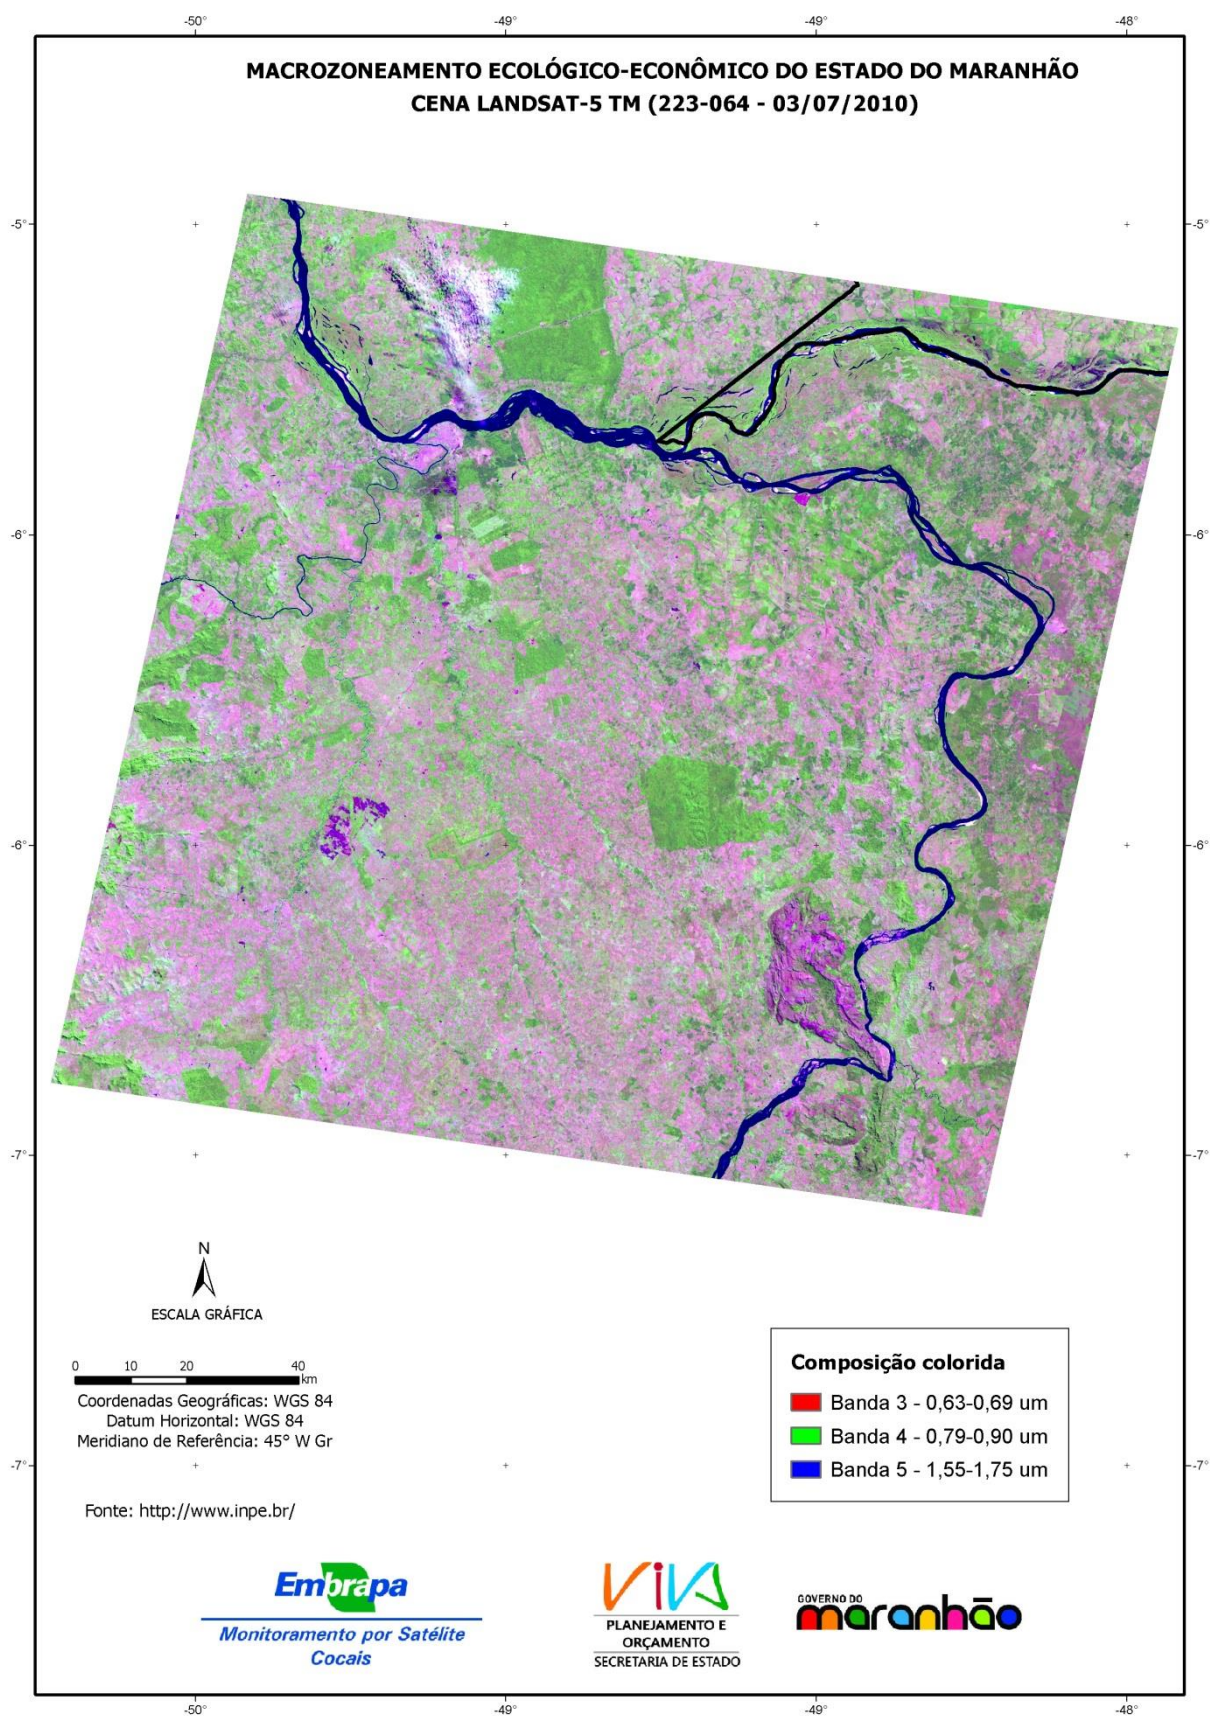 -50° -49° -49° -48°
MACROZONEAMENTO ECOLÓGICO-ECONÔMICO DO ESTADO DO MARANHÃO
CENA LANDSAT-5 TM (223-064 - 03/07/2010)
-5° -5°
-6° -6°
-6° -6°
-7° -7°
N
ESCALA GRÁFICA
0 10 20 40
km
Coordenadas Geográficas: WGS 84
Datum Horizontal: WGS 84
Meridiano de Referência: 45° W Gr
Composição colorida
Banda 3 - 0,63-0,69 um
Banda 4 - 0,79-0,90 um
Banda 5 - 1,55-1,75 um
-7° -7°
Fonte: http://www.inpe.br/
Embrapa
Monitoramento por Satélite
Cocais
VIVA
PLANEJAMENTO E
ORÇAMENTO
SECRETARIA DE ESTADO
GOVERNO DO
maranhão
-50° -49° -49° -48°